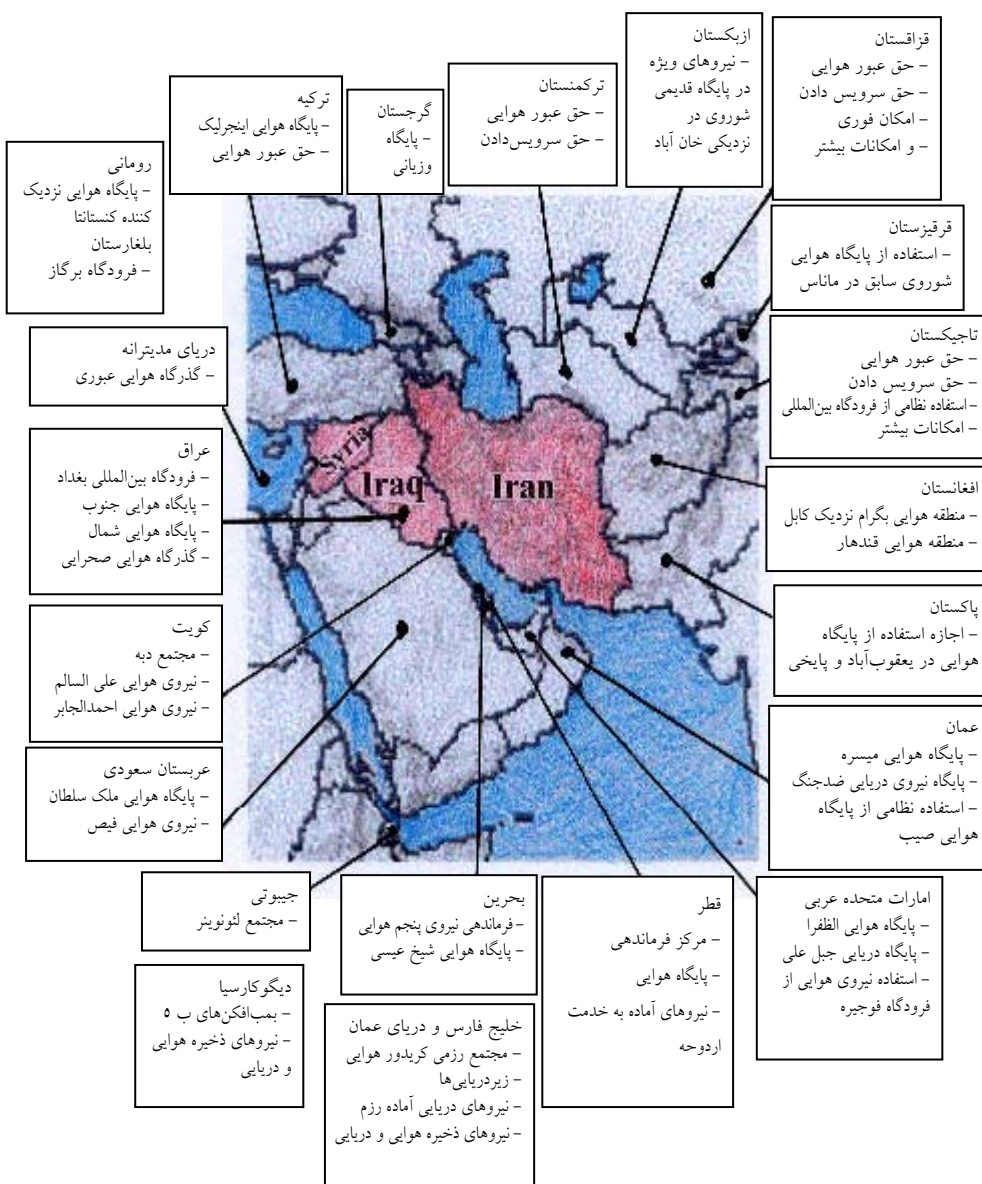 قزاقستان
– حق عبور هوایی
– حق سرویس دادن
– امکان فوری
– و امکانات بیشتر
ازبکستان
– نیروهای ویژه
در پایگاه قدیمی
شوروی در
نزدیکی خان آباد
ترکمنستان
– حق عبور هوایی
– حق سرویس‌دادن
گرجستان
– پایگاه
وزیانی
ترکیه
– پایگاه هوایی اینجرلیک
– حق عبور هوایی
رومانی
– پایگاه هوایی نزدیک
کننده کنستانتا
بلغارستان
– فرودگاه برگاز
قرقیزستان
– استفاده از پایگاه هوایی
شوروی سابق در ماناس
دریای مدیترانه
– گذرگاه هوایی عبوری
تاجیکستان
– حق عبور هوایی
– حق سرویس دادن
– استفاده نظامی از فرودگاه بین‌المللی
– امکانات بیشتر
عراق
– فرودگاه بین‌المللی بغداد
– پایگاه هوایی جنوب
– پایگاه هوایی شمال
– گذرگاه هوایی صحرایی
Syria
Iraq
Iran
افغانستان
– منطقه هوایی بگرام نزدیک کابل
– منطقه هوایی قندهار
پاکستان
– اجازه استفاده از پایگاه
هوایی در یعقوب‌آباد و پایخی
کویت
– مجتمع دبه
– نیروی هوایی علی السالم
– نیروی هوایی احمدالجابر
عمان
– پایگاه هوایی میسره
– پایگاه نیروی دریایی ضدجنگ
– استفاده نظامی از پایگاه
هوایی صیب
عربستان سعودی
– پایگاه هوایی ملک سلطان
– نیروی هوایی فیص
امارات متحده عربی
– پایگاه هوایی الظفرا
– پایگاه دریایی جبل علی
– استفاده نیروی هوایی از
فرودگاه فوجیره
قطر
– مرکز فرماندهی
– پایگاه هوایی
– نیروهای آماده به خدمت
اردوحه
بحرین
– فرماندهی نیروی پنجم هوایی
– پایگاه هوایی شیخ عیسی
جیبوتی
– مجتمع لئونوینر
دیگوکارسیا
– بمب‌افکن‌های ب ۵
– نیروهای ذخیره هوایی
و دریایی
خلیج فارس و دریای عمان
– مجتمع رزمی کریدور هوایی
– زیردریایی‌ها
– نیروهای دریایی آماده رزم
– نیروهای ذخیره هوایی و دریایی